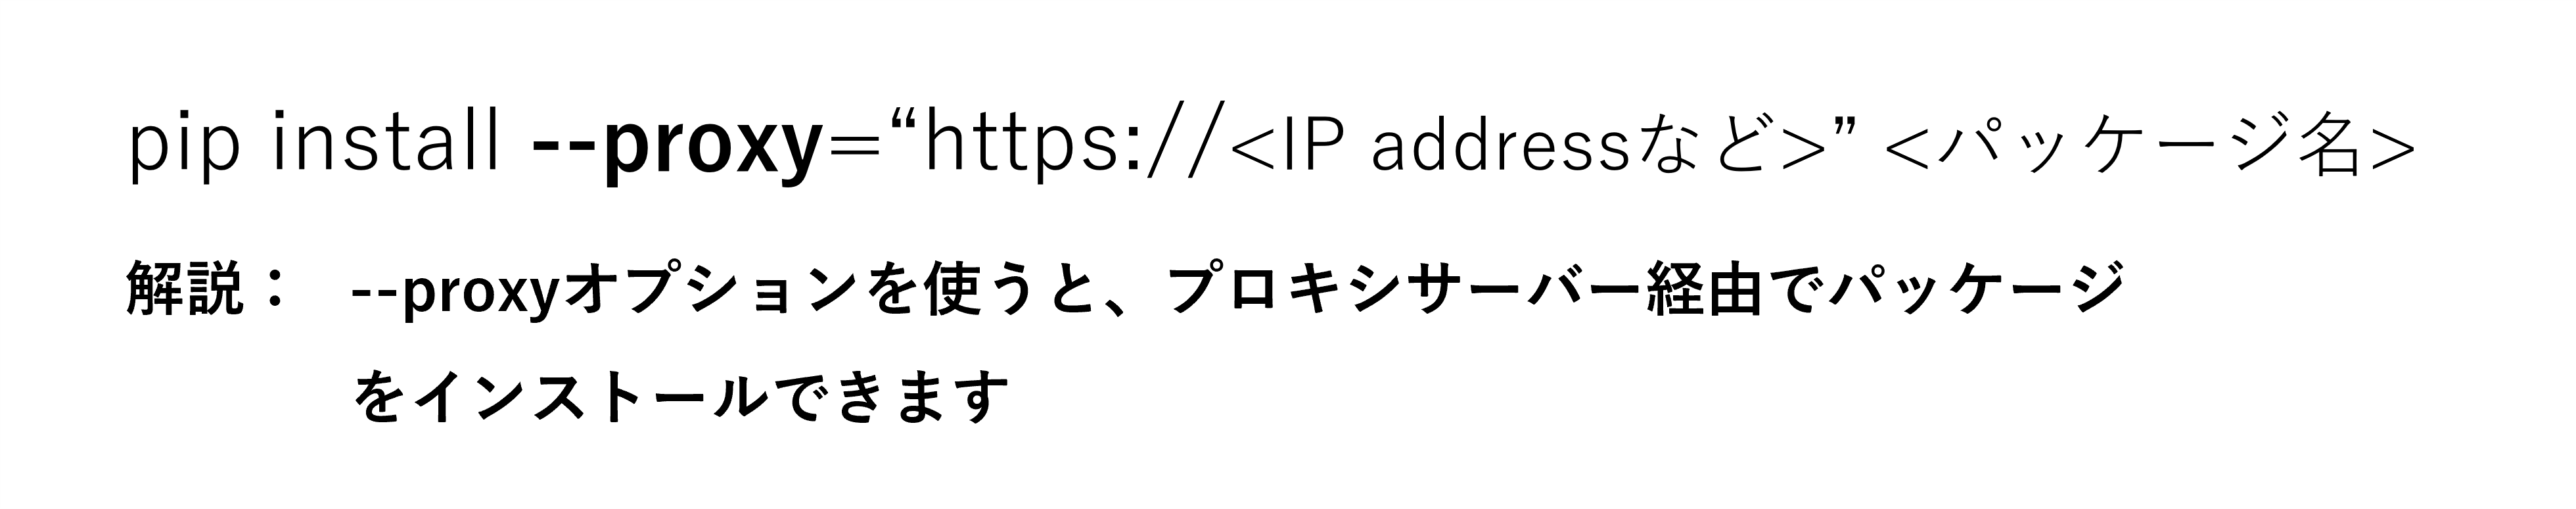 pip install --proxy=“https://<IP addressなど>” <パッケージ名>
解説： --proxyオプションを使うと、プロキシサーバー経由でパッケージ
をインストールできます